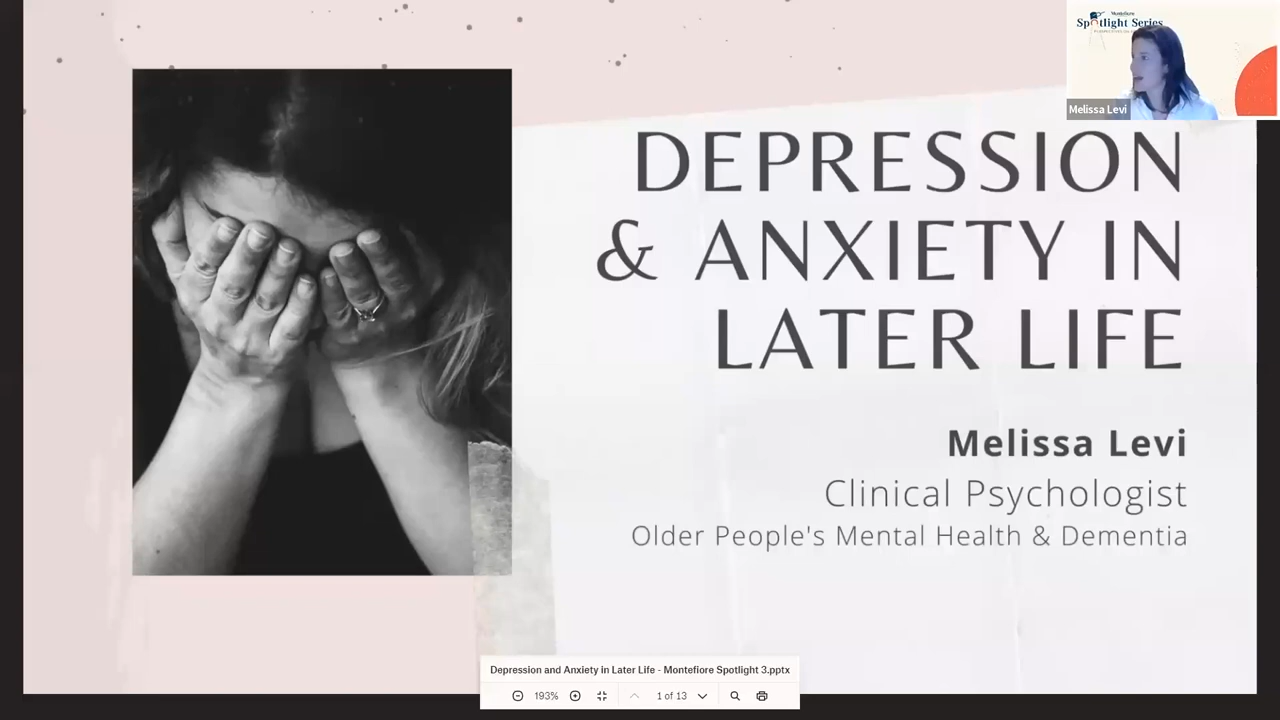 Montefiore
Spotlight Series
Melissa Levi
DEPRESSION
& ANXIETY IN
LATER LIFE
Melissa Levi
Clinical Psychologist
Older People's Mental Health & Dementia
Depression and Anxiety in Later Life - Montefiore Spotlight 3.pptx
193%
1 of 13